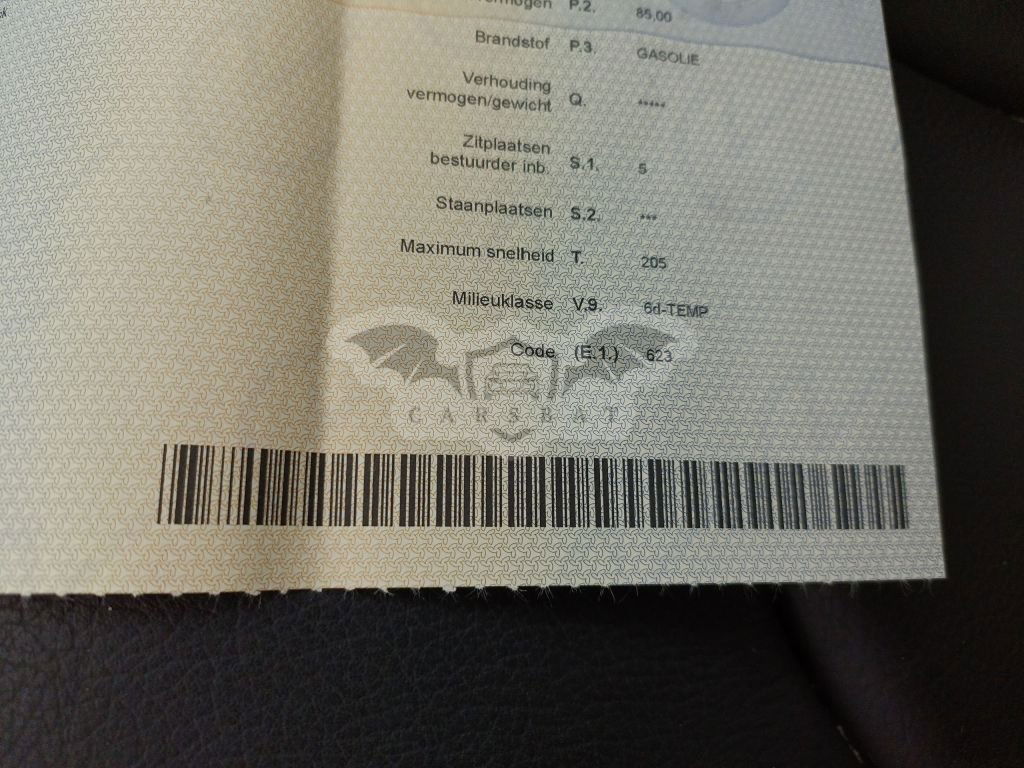 P.2. 85,00
Brandstof P.3. GASOLIE
Verhouding
vermogen/gewicht Q. *****
Zitplaatsen
bestuurder inb. S.1. 5
Staanplaatsen S.2. ***
Maximum snelheid T. 205
Milieuklasse V.9. 6d-TEMP
Code (E.1.) 623
CARSBAT